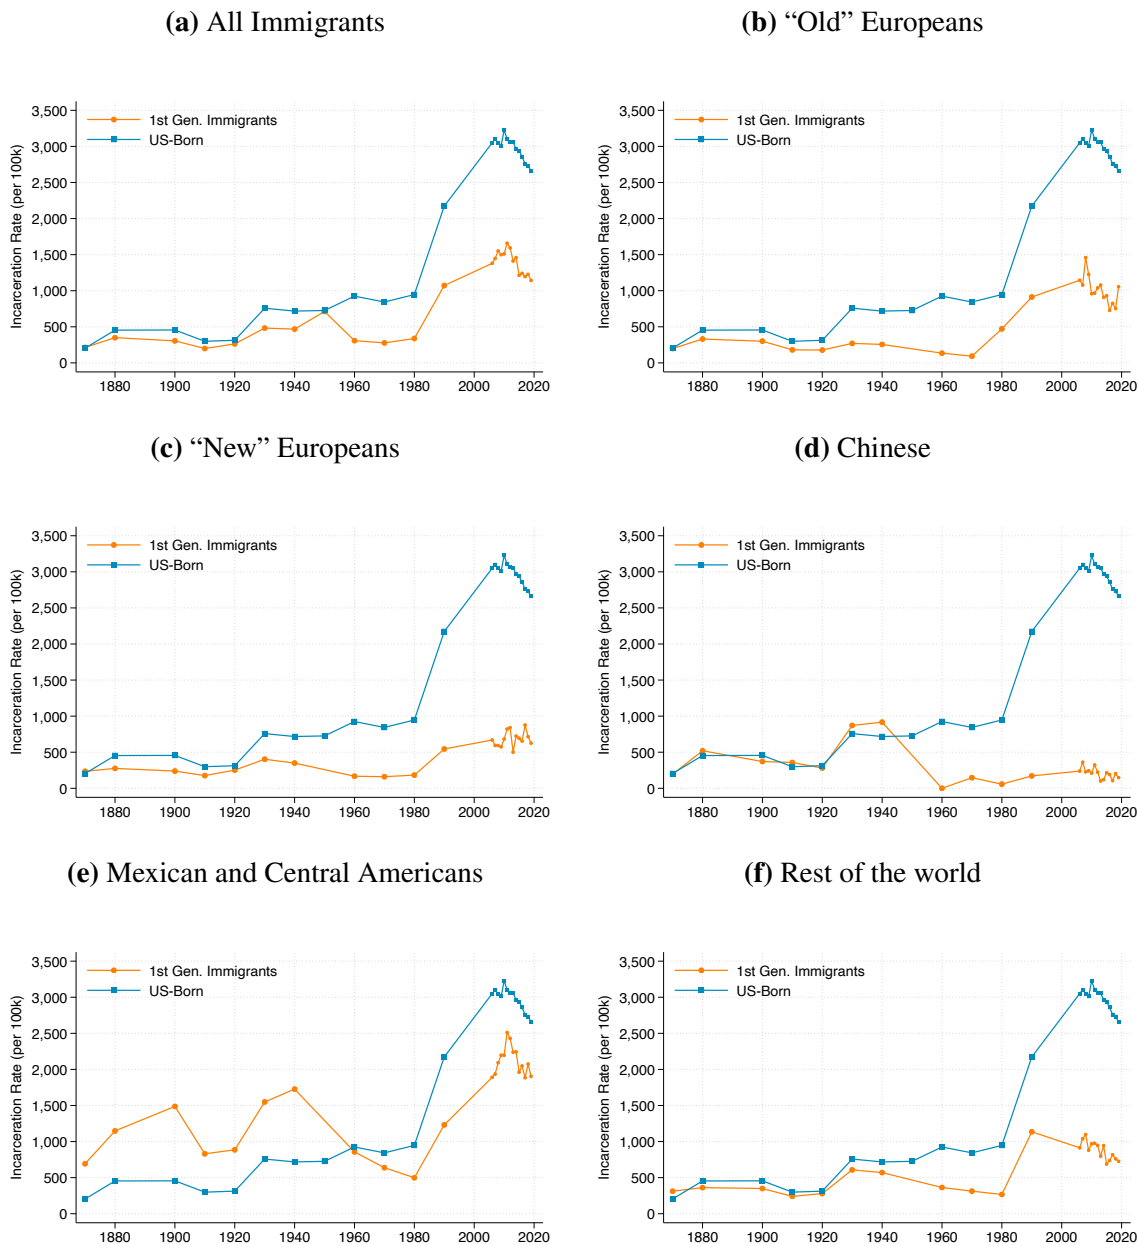 (a) All Immigrants
3,500
3,000
2,500
2,000
1,500
1,000
500
0
Incarceration Rate (per 100k)
1st Gen. Immigrants
US-Born
1880 1900 1920 1940 1960 1980 2000 2020
(b) “Old” Europeans
3,500
3,000
2,500
2,000
1,500
1,000
500
0
Incarceration Rate (per 100k)
1st Gen. Immigrants
US-Born
1880 1900 1920 1940 1960 1980 2000 2020
(c) “New” Europeans
3,500
3,000
2,500
2,000
1,500
1,000
500
0
Incarceration Rate (per 100k)
1st Gen. Immigrants
US-Born
1880 1900 1920 1940 1960 1980 2000 2020
(d) Chinese
3,500
3,000
2,500
2,000
1,500
1,000
500
0
Incarceration Rate (per 100k)
1st Gen. Immigrants
US-Born
1880 1900 1920 1940 1960 1980 2000 2020
(e) Mexican and Central Americans
3,500
3,000
2,500
2,000
1,500
1,000
500
0
Incarceration Rate (per 100k)
1st Gen. Immigrants
US-Born
1880 1900 1920 1940 1960 1980 2000 2020
(f) Rest of the world
3,500
3,000
2,500
2,000
1,500
1,000
500
0
Incarceration Rate (per 100k)
1st Gen. Immigrants
US-Born
1880 1900 1920 1940 1960 1980 2000 2020